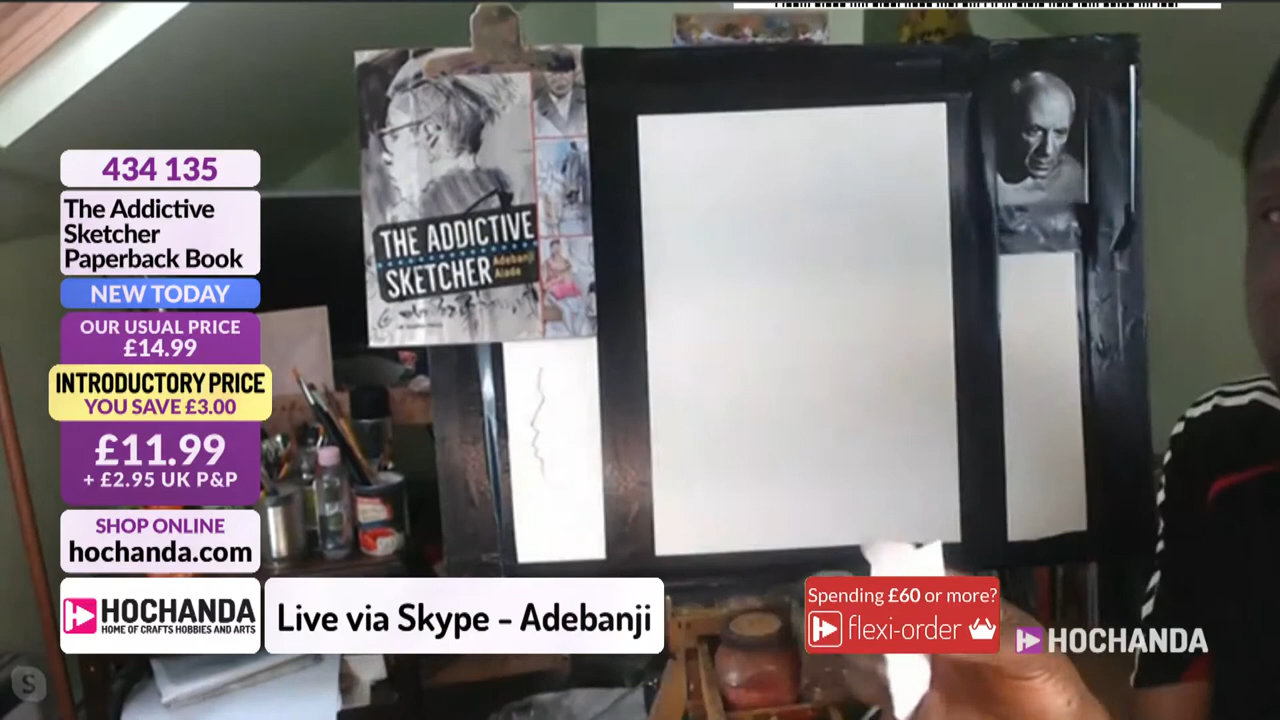 434 135
The Addictive
Sketcher
Paperback Book
NEW TODAY
OUR USUAL PRICE
£14.99
INTRODUCTORY PRICE
YOU SAVE £3.00
£11.99
+ £2.95 UK P&P
SHOP ONLINE
hochanda.com
HOCHANDA
HOME OF CRAFTS HOBBIES AND ARTS
Live via Skype - Adebanji
Spending £60 or more?
flexi-order
HOCHANDA
THE ADDICTIVE
SKETCHER
Adebanji
Alade
S